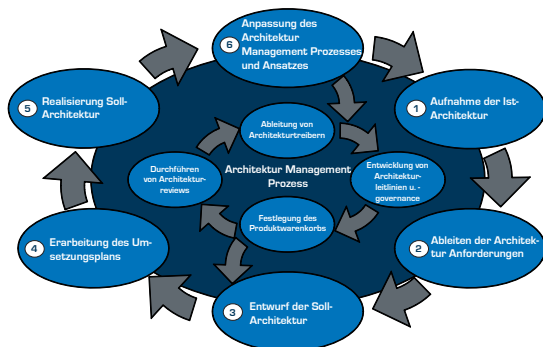 6 Anpassung des
Architektur
Management Prozesses
und Ansatzes
1 Aufnahme der Ist-
Architektur
2 Ableiten der Architek-
tur Anforderungen
3 Entwurf der Soll-
Architektur
4 Erarbeitung des Um-
setzungsplans
5 Realisierung Soll-
Architektur
Ableitung von
Architekturtreibern
Entwicklung von
Architektur-
leitlinien u. -
governance
Festlegung des
Produktwarenkorbs
Durchführen
von Architektur-
reviews
Architektur Management
Prozess